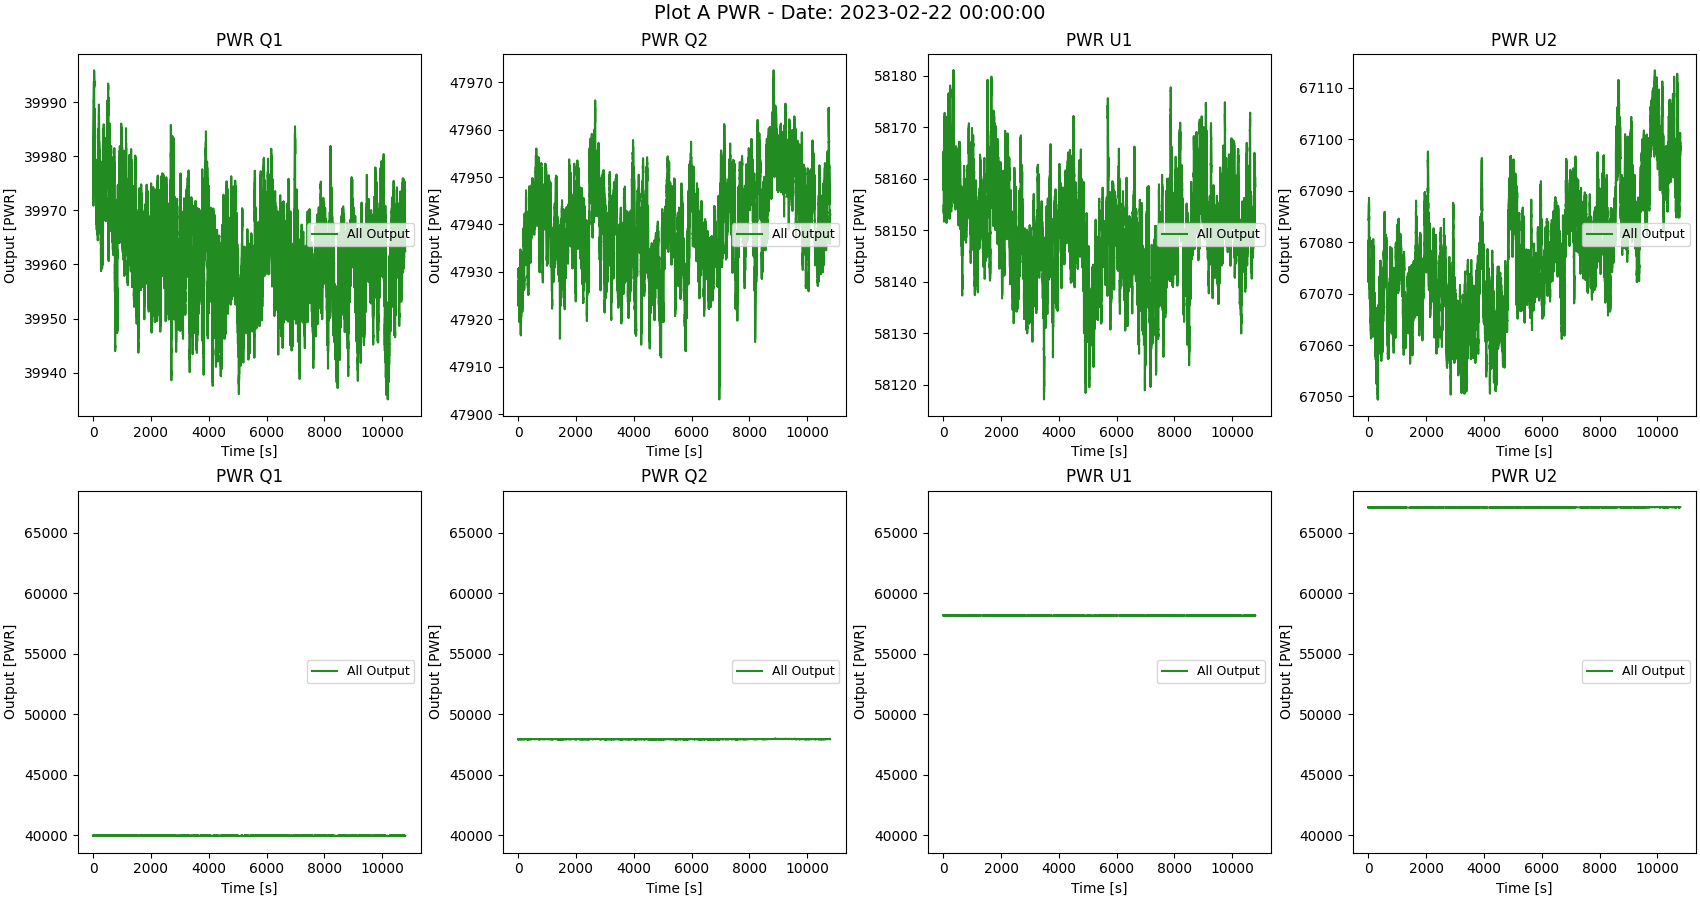 Plot A PWR - Date: 2023-02-22 00:00:00
PWR Q1
Output [PWR]
39990
39980
39970
39960
39950
39940
All Output
0 2000 4000 6000 8000 10000
Time [s]
PWR Q2
Output [PWR]
47970
47960
47950
47940
47930
47920
47910
47900
All Output
0 2000 4000 6000 8000 10000
Time [s]
PWR U1
Output [PWR]
58180
58170
58160
58150
58140
58130
58120
All Output
0 2000 4000 6000 8000 10000
Time [s]
PWR U2
Output [PWR]
67110
67100
67090
67080
67070
67060
67050
All Output
0 2000 4000 6000 8000 10000
Time [s]
PWR Q1
Output [PWR]
65000
60000
55000
50000
45000
40000
All Output
0 2000 4000 6000 8000 10000
Time [s]
PWR Q2
Output [PWR]
65000
60000
55000
50000
45000
40000
All Output
0 2000 4000 6000 8000 10000
Time [s]
PWR U1
Output [PWR]
65000
60000
55000
50000
45000
40000
All Output
0 2000 4000 6000 8000 10000
Time [s]
PWR U2
Output [PWR]
65000
60000
55000
50000
45000
40000
All Output
0 2000 4000 6000 8000 10000
Time [s]